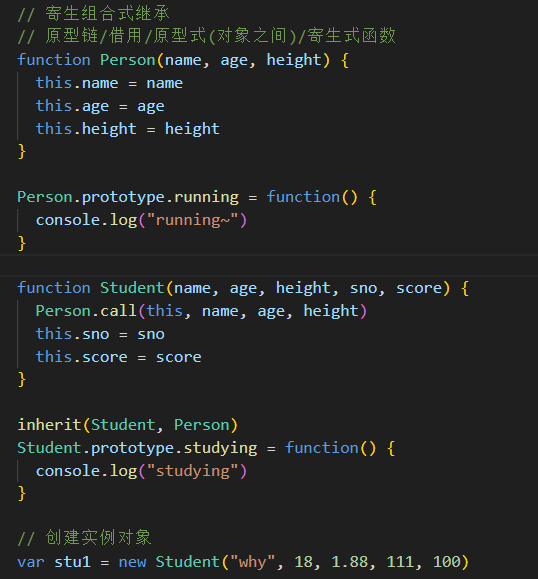 // 寄生组合式继承
// 原型链/借用/原型式(对象之间)/寄生式函数
function Person(name, age, height) {
  this.name = name
  this.age = age
  this.height = height
}
Person.prototype.running = function() {
  console.log("running~")
}
function Student(name, age, height, sno, score) {
  Person.call(this, name, age, height)
  this.sno = sno
  this.score = score
}
inherit(Student, Person)
Student.prototype.studying = function() {
  console.log("studying")
}
// 创建实例对象
var stu1 = new Student("why", 18, 1.88, 111, 100)